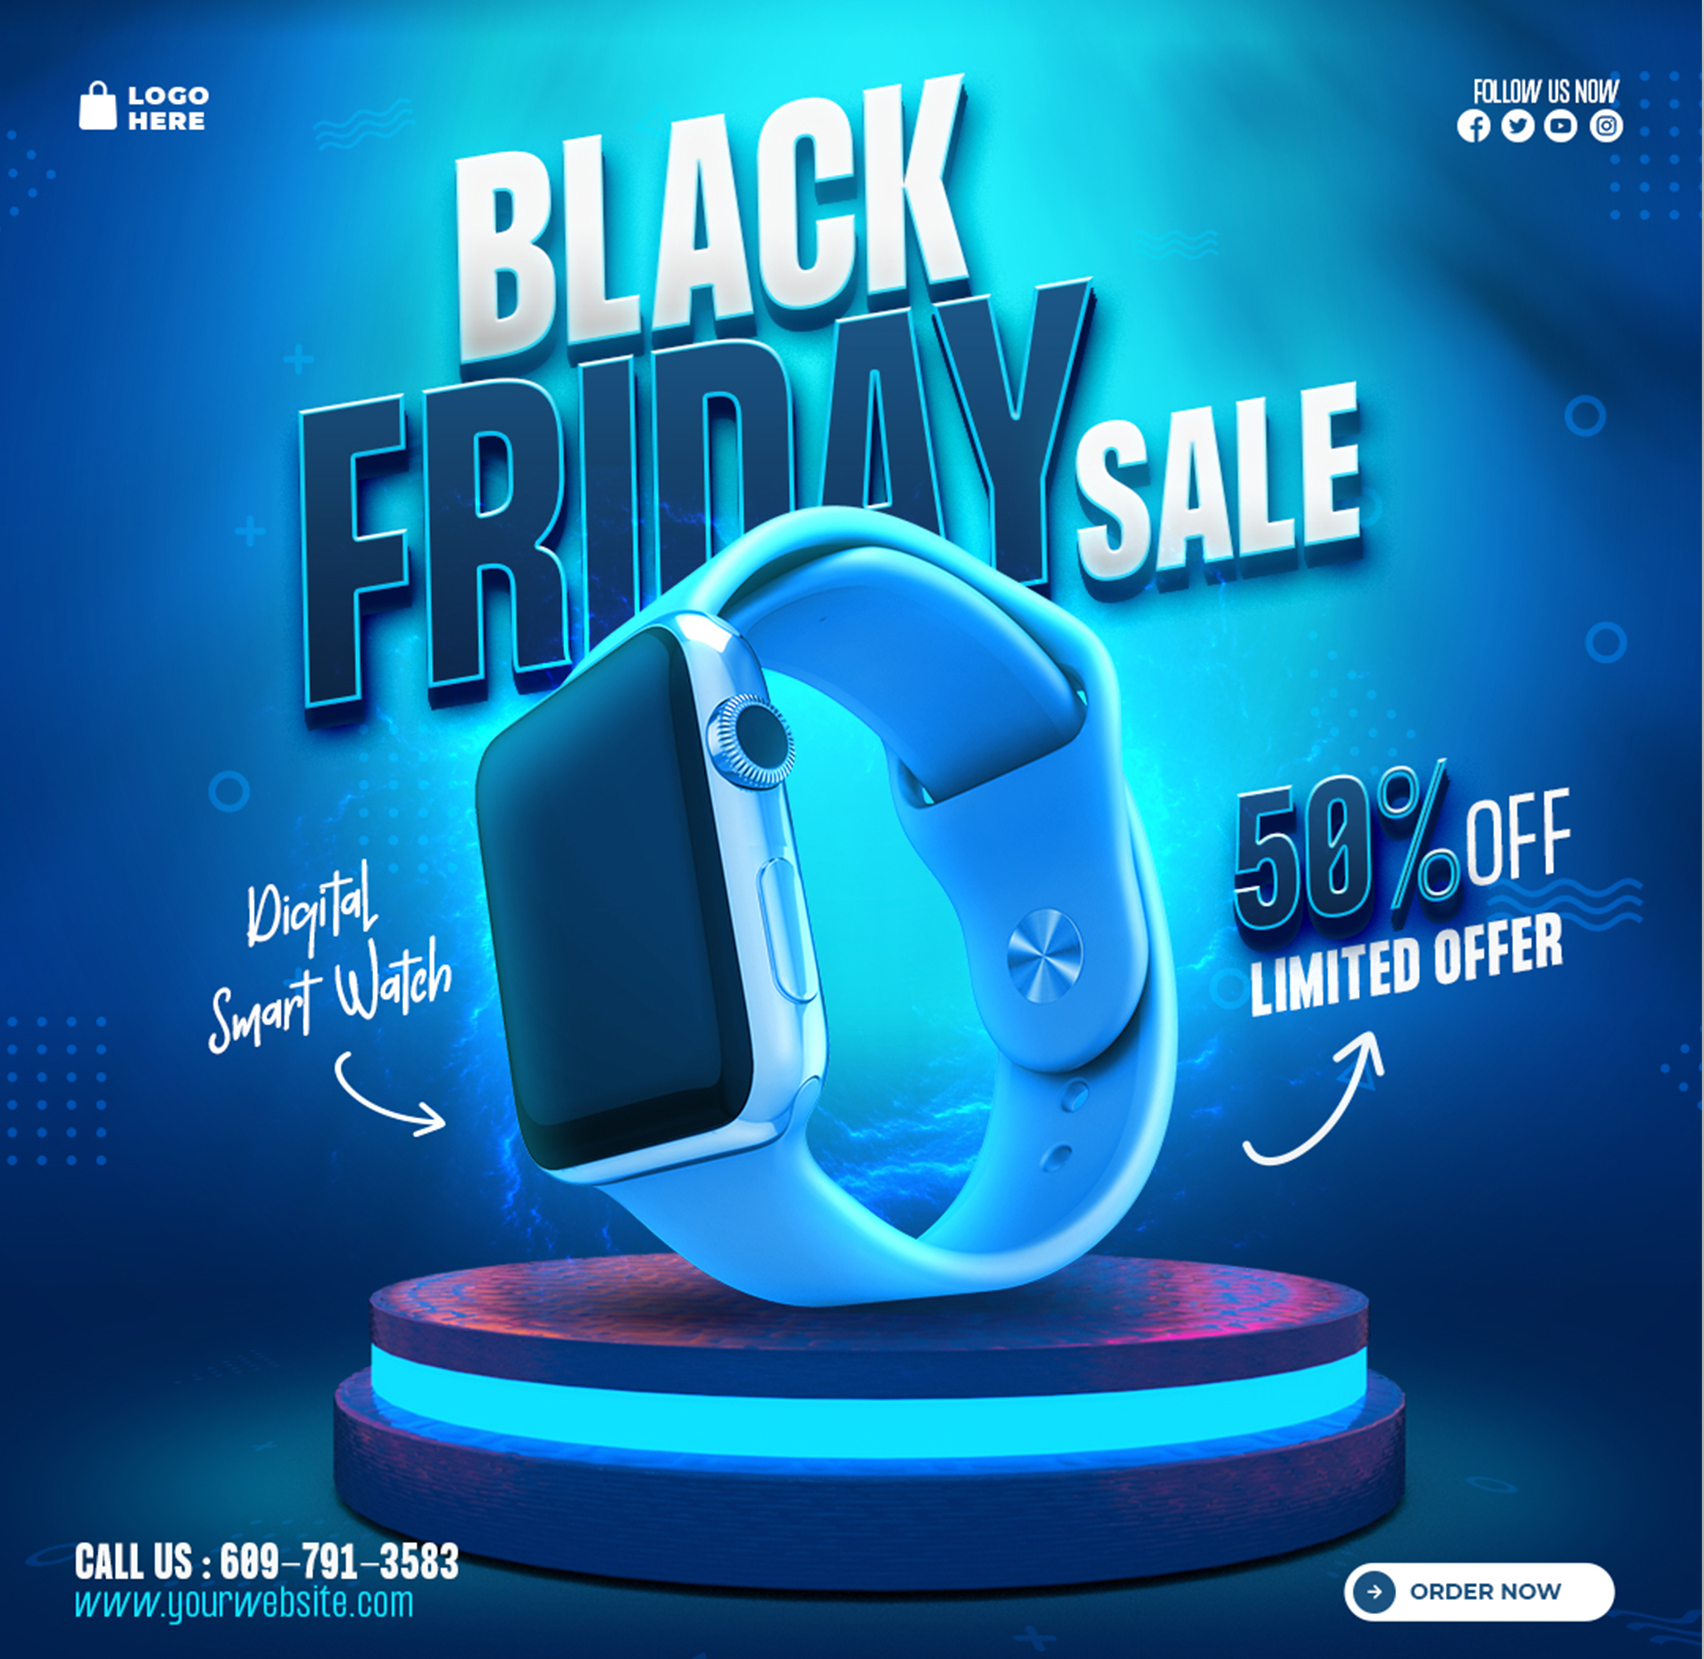 LOGO
HERE
FOLLOW US NOW
BLACK
FRIDAY
SALE
50% OFF
LIMITED OFFER
Digital
Smart Watch
CALL US : 609-791-3583
www.yourwebsite.com
ORDER NOW